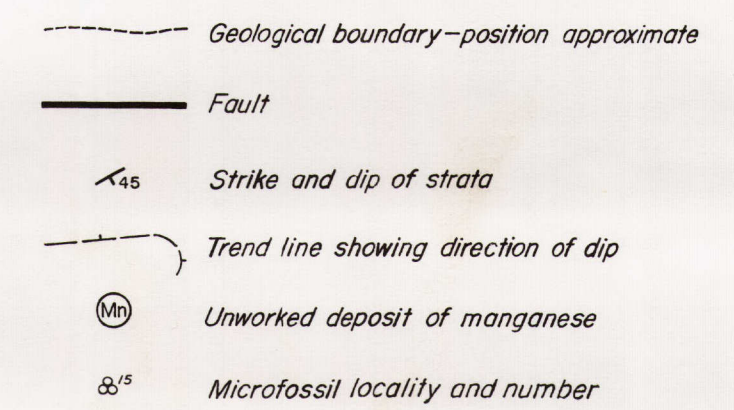 Geological boundary—position approximate
Fault
45 Strike and dip of strata
Trend line showing direction of dip
Mn Unworked deposit of manganese
15 Microfossil locality and number